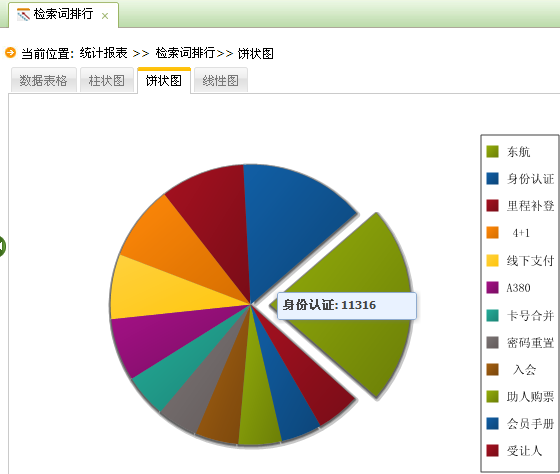 检索词排行 ×
当前位置: 统计报表 >> 检索词排行>> 饼状图
数据表格 柱状图 饼状图 线性图
东航
身份认证
里程补登
4+1
线下支付
A380
卡号合并
密码重置
入会
助人购票
会员手册
受让人
身份认证: 11316